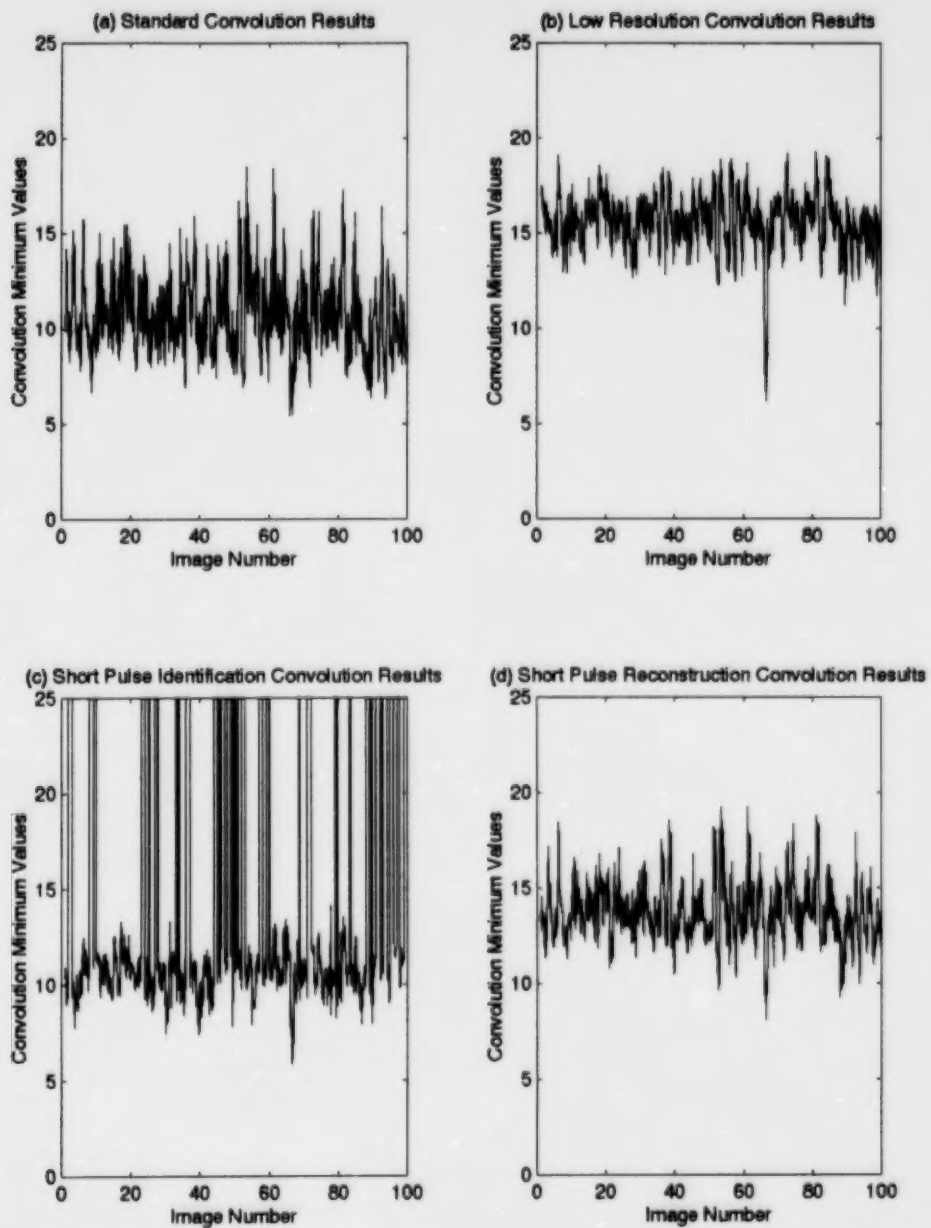 (a) Standard Convolution Results
25
20
15
10
5
0
Convolution Minimum Values
0 20 40 60 80 100
Image Number
(b) Low Resolution Convolution Results
25
20
15
10
5
0
Convolution Minimum Values
0 20 40 60 80 100
Image Number
(c) Short Pulse Identification Convolution Results
25
20
15
10
5
0
Convolution Minimum Values
0 20 40 60 80 100
Image Number
(d) Short Pulse Reconstruction Convolution Results
25
20
15
10
5
0
Convolution Minimum Values
0 20 40 60 80 100
Image Number